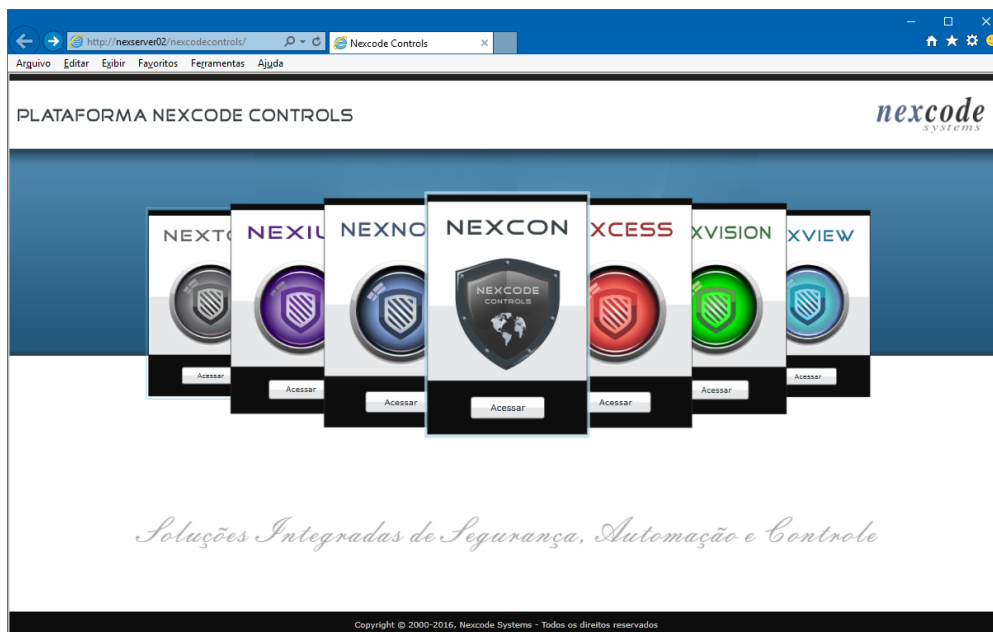 http://nexserver02/nexcodecontrols/
Nexcode Controls
Arquivo Editar Exibir Favoritos Ferramentas Ajuda
PLATAFORMA NEXCODE CONTROLS
nexcode
systems
NEXTO NEXIU NEXNO NEXCON XCESS XVISION XVIEW
NEXCODE
CONTROLS
Acessar Acessar Acessar Acessar Acessar Acessar Acessar
Soluções Integradas de Segurança, Automação e Controle
Copyright © 2000-2016, Nexcode Systems - Todos os direitos reservados